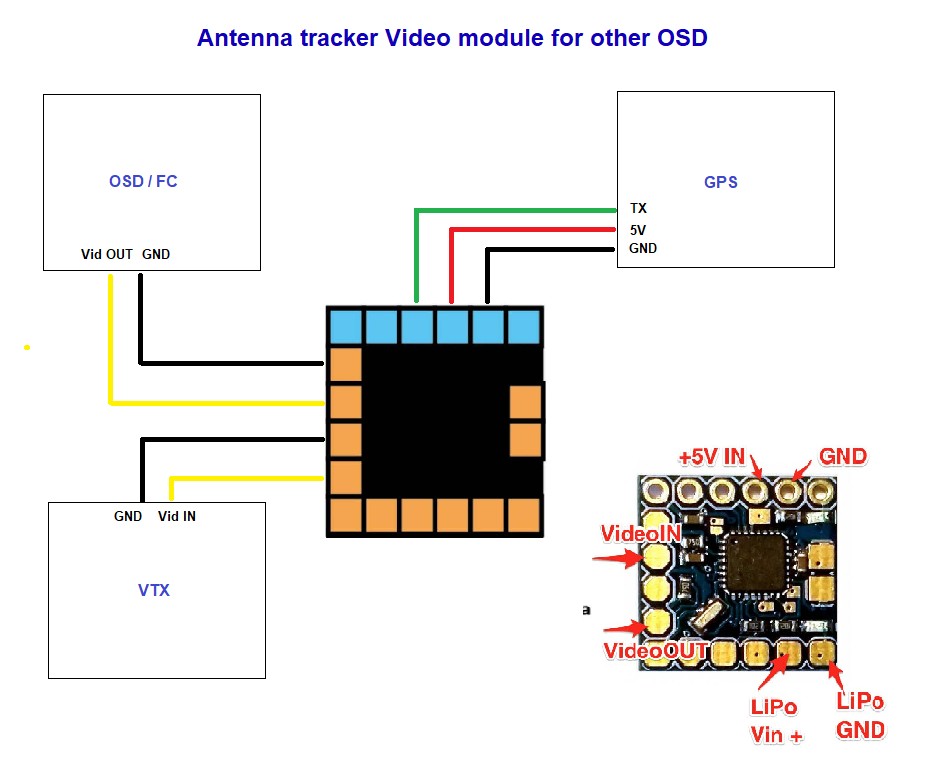 Antenna tracker Video module for other OSD
OSD / FC
Vid OUT GND
GPS
TX
5V
GND
GND Vid IN
VTX
+5V IN
GND
VideoIN
a
VideoOUT
LiPo
Vin +
LiPo
GND